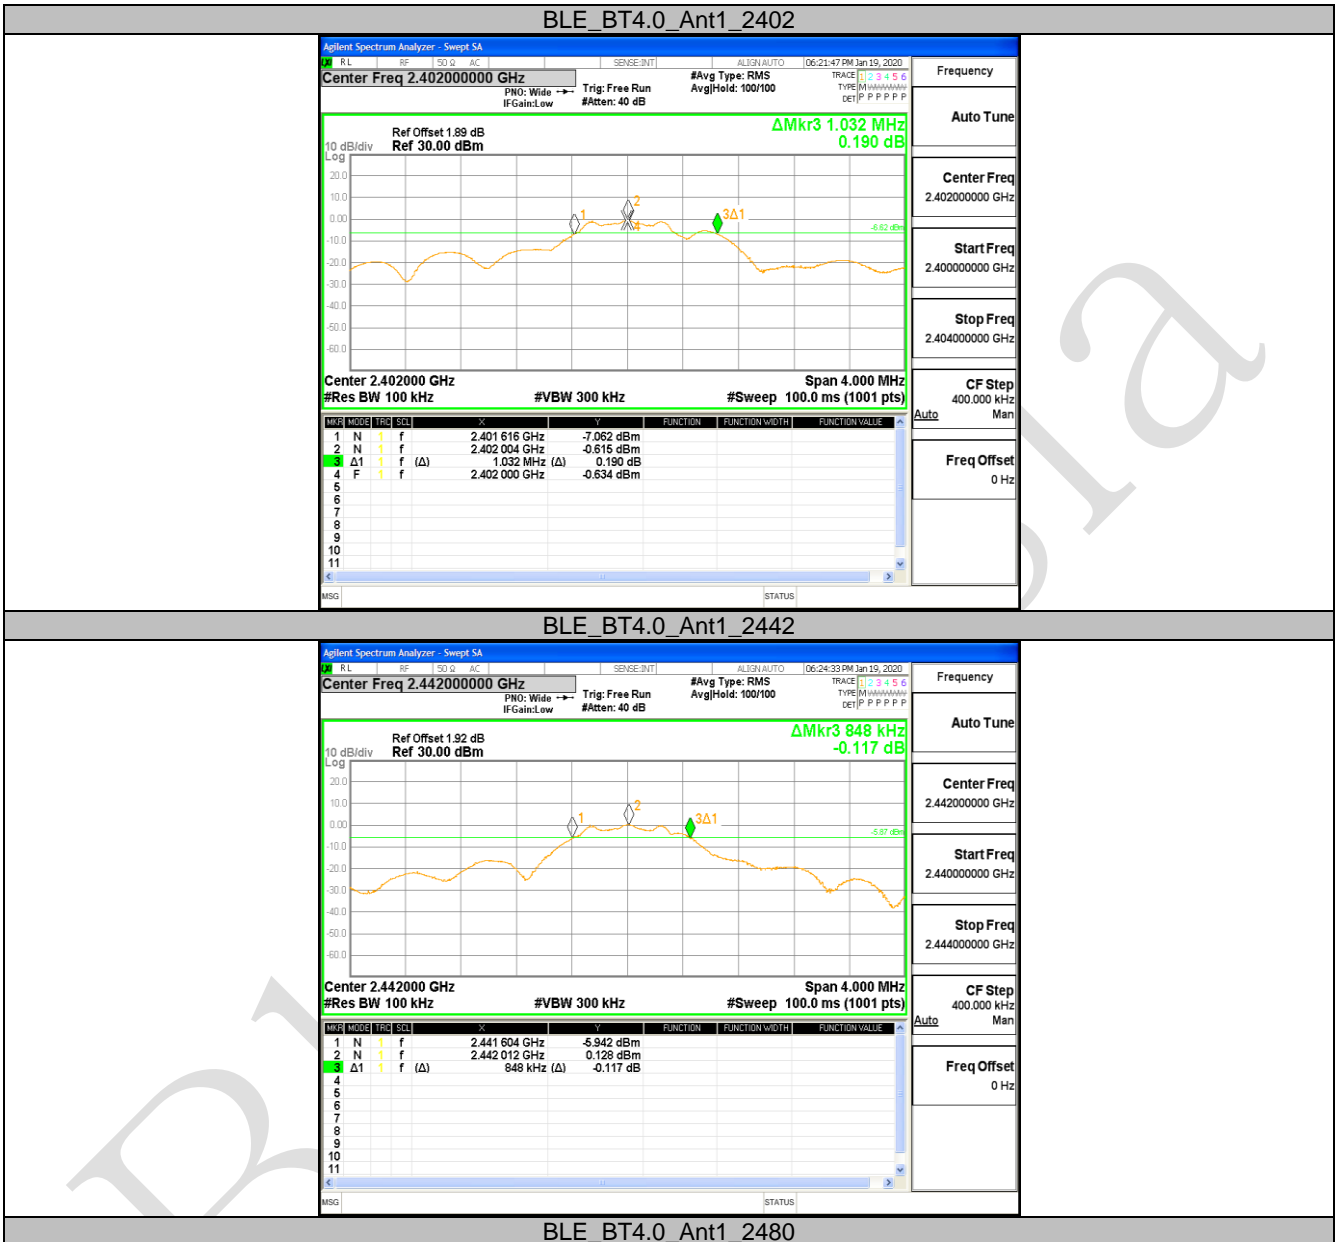 BLE_BT4.0_Ant1_2402
Agilent Spectrum Analyzer - Swept SA
RL RF 50 Ω AC SENSE:INT ALIGN AUTO 06:21:47 PM Jan 19, 2020
Center Freq 2.402000000 GHz
PNO: Wide
IFGain:Low
Trig: Free Run
#Atten: 40 dB
#Avg Type: RMS
Avg|Hold: 100/100
TRACE 1 2 3 4 5 6
TYPE M
DET P P P P P P
ΔMkr3 1.032 MHz
0.190 dB
Ref Offset 1.89 dB
10 dB/div Ref 30.00 dBm
Log
20.0
10.0
0.00
-10.0
-20.0
-30.0
-40.0
-50.0
-60.0
1
2
4
3Δ1
-6.62 dBm
Center 2.402000 GHz Span 4.000 MHz
#Res BW 100 kHz #VBW 300 kHz #Sweep 100.0 ms (1001 pts)
MKR MODE TRC SCL X Y FUNCTION FUNCTION WIDTH FUNCTION VALUE
1 N 1 f 2.401 616 GHz -7.062 dBm
2 N 1 f 2.402 004 GHz -0.615 dBm
3 Δ1 1 f (Δ) 1.032 MHz (Δ) 0.190 dB
4 F 1 f 2.402 000 GHz -0.634 dBm
5
6
7
8
9
10
11
MSG STATUS
Frequency
Auto Tune
Center Freq
2.402000000 GHz
Start Freq
2.400000000 GHz
Stop Freq
2.404000000 GHz
CF Step
400.000 kHz
Auto Man
Freq Offset
0 Hz
BLE_BT4.0_Ant1_2442
Agilent Spectrum Analyzer - Swept SA
RL RF 50 Ω AC SENSE:INT ALIGN AUTO 06:24:33 PM Jan 19, 2020
Center Freq 2.442000000 GHz
PNO: Wide
IFGain:Low
Trig: Free Run
#Atten: 40 dB
#Avg Type: RMS
Avg|Hold: 100/100
TRACE 1 2 3 4 5 6
TYPE M
DET P P P P P P
ΔMkr3 848 kHz
-0.117 dB
Ref Offset 1.92 dB
10 dB/div Ref 30.00 dBm
Log
20.0
10.0
0.00
-10.0
-20.0
-30.0
-40.0
-50.0
-60.0
1
2
3Δ1
-5.87 dBm
Center 2.442000 GHz Span 4.000 MHz
#Res BW 100 kHz #VBW 300 kHz #Sweep 100.0 ms (1001 pts)
MKR MODE TRC SCL X Y FUNCTION FUNCTION WIDTH FUNCTION VALUE
1 N 1 f 2.441 604 GHz -5.942 dBm
2 N 1 f 2.442 012 GHz 0.128 dBm
3 Δ1 1 f (Δ) 848 kHz (Δ) -0.117 dB
4
5
6
7
8
9
10
11
MSG STATUS
Frequency
Auto Tune
Center Freq
2.442000000 GHz
Start Freq
2.440000000 GHz
Stop Freq
2.444000000 GHz
CF Step
400.000 kHz
Auto Man
Freq Offset
0 Hz
BLE_BT4.0_Ant1_2480